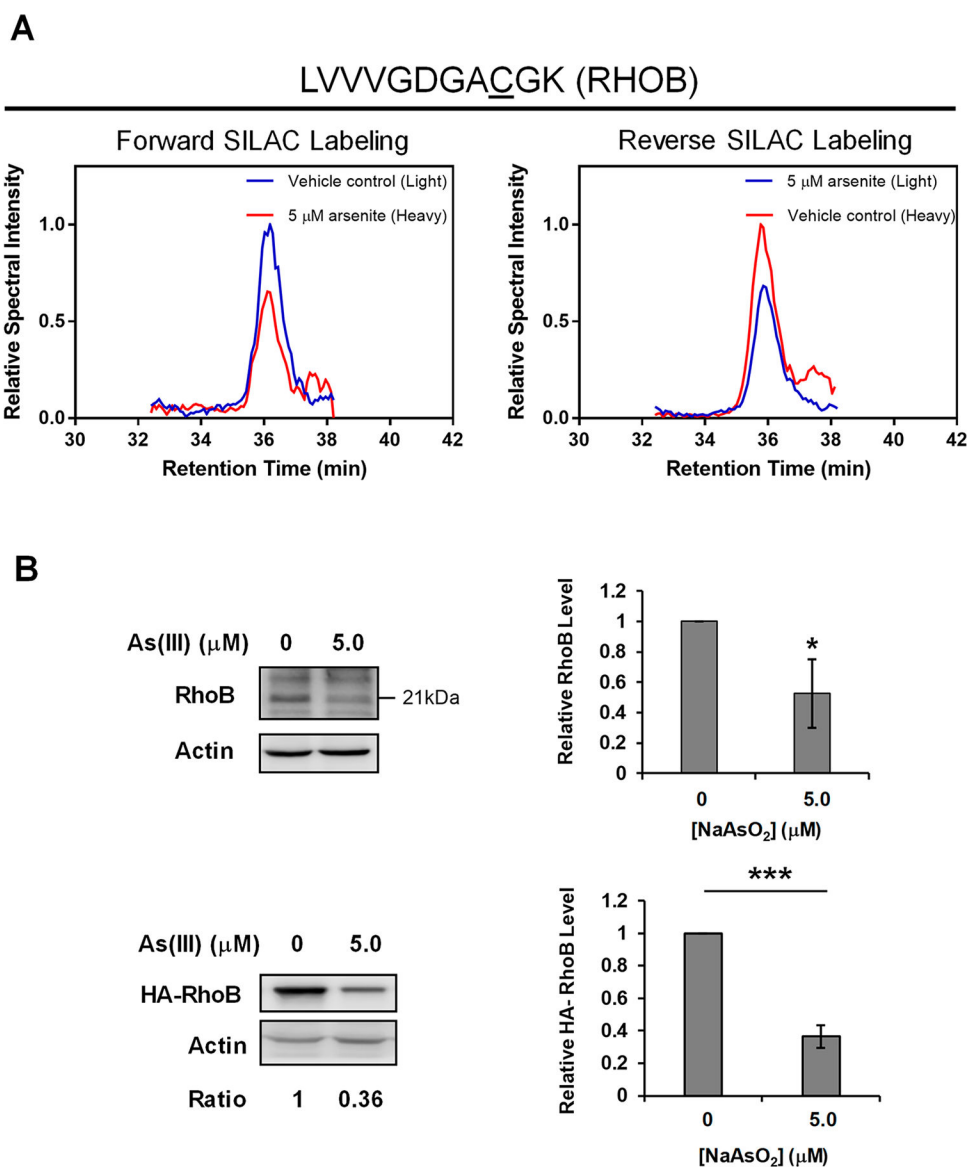 A
LVVVGDGACGK (RHOB)
Forward SILAC Labeling
Relative Spectral Intensity
Vehicle control (Light)
5 μM arsenite (Heavy)
1.0
0.5
0.0
30 32 34 36 38 40 42
Retention Time (min)
Reverse SILAC Labeling
Relative Spectral Intensity
5 μM arsenite (Light)
Vehicle control (Heavy)
1.0
0.5
0.0
30 32 34 36 38 40 42
Retention Time (min)
B
As(III) (μM) 0 5.0
RhoB
21kDa
Actin
Relative RhoB Level
1.2
1
0.8
0.6
0.4
0.2
0
*
0 5.0
[NaAsO₂] (μM)
As(III) (μM) 0 5.0
HA-RhoB
Actin
Ratio 1 0.36
Relative HA- RhoB Level
1.2
1
0.8
0.6
0.4
0.2
0
***
0 5.0
[NaAsO₂] (μM)